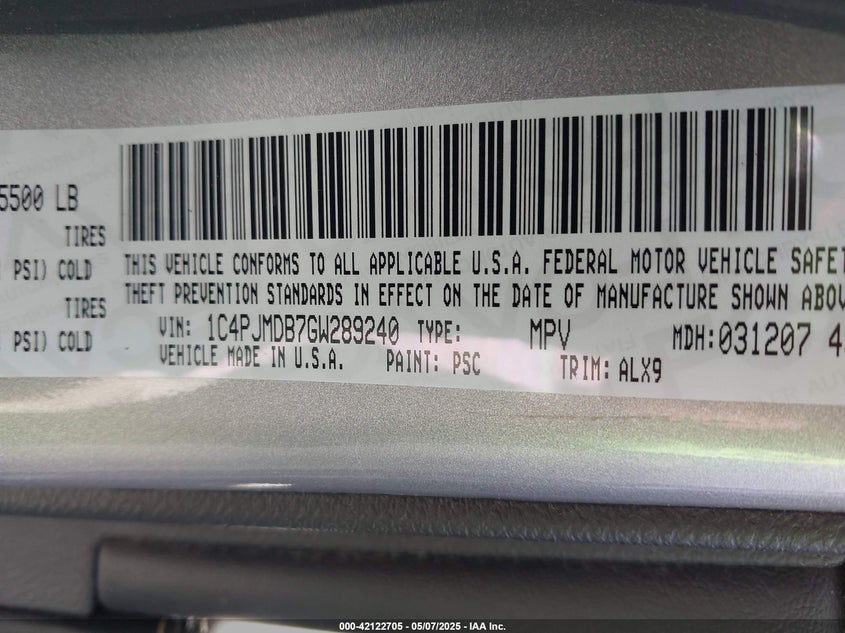 5500 LB
TIRES
PSI) COLD
TIRES
PSI) COLD
THIS VEHICLE CONFORMS TO ALL APPLICABLE U.S.A. FEDERAL MOTOR VEHICLE SAFET
THEFT PREVENTION STANDARDS IN EFFECT ON THE DATE OF MANUFACTURE SHOWN ABOV
VIN: 1C4PJMDB7GW289240 TYPE: MPV MDH:031207 4
VEHICLE MADE IN U.S.A. PAINT: PSC TRIM: ALX9
000-42122705 - 05/07/2025 - IAA Inc.